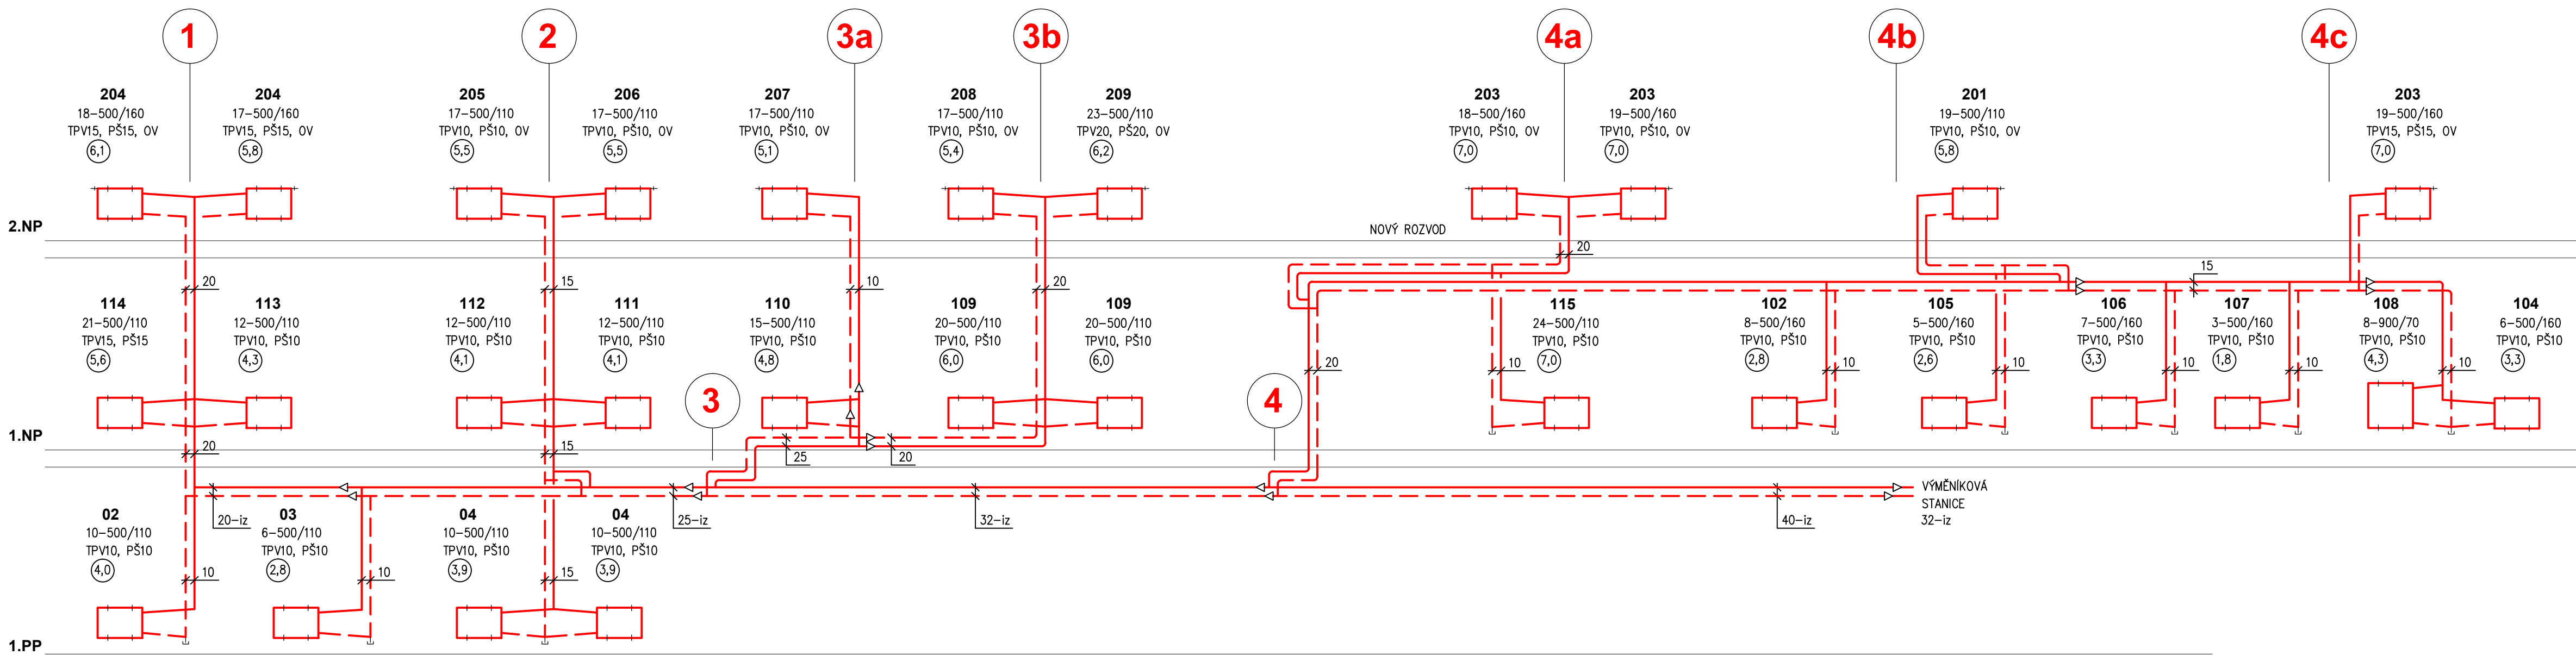 1
2
3a
3b
4a
4b
4c
204
18-500/160
TPV15, PŠ15, OV
6,1
204
17-500/160
TPV15, PŠ15, OV
5,8
205
17-500/110
TPV10, PŠ10, OV
5,5
206
17-500/110
TPV10, PŠ10, OV
5,5
207
17-500/110
TPV10, PŠ10, OV
5,1
208
17-500/110
TPV10, PŠ10, OV
5,4
209
23-500/110
TPV20, PŠ20, OV
6,2
203
18-500/160
TPV10, PŠ10, OV
7,0
203
19-500/160
TPV10, PŠ10, OV
7,0
201
19-500/110
TPV10, PŠ10, OV
5,8
203
19-500/160
TPV15, PŠ15, OV
7,0
2.NP
NOVÝ ROZVOD
20
15
10
20
20
15
114
21-500/110
TPV15, PŠ15
5,6
113
12-500/110
TPV10, PŠ10
4,3
112
12-500/110
TPV10, PŠ10
4,1
111
12-500/110
TPV10, PŠ10
4,1
110
15-500/110
TPV10, PŠ10
4,8
109
20-500/110
TPV10, PŠ10
6,0
109
20-500/110
TPV10, PŠ10
6,0
115
24-500/110
TPV10, PŠ10
7,0
102
8-500/160
TPV10, PŠ10
2,8
105
5-500/160
TPV10, PŠ10
2,6
106
7-500/160
TPV10, PŠ10
3,3
107
3-500/160
TPV10, PŠ10
1,8
108
8-900/70
TPV10, PŠ10
4,3
104
6-500/160
TPV10, PŠ10
3,3
20
10
10
10
10
10
10
3
4
1.NP
20
15
25
20
20-iz
25-iz
32-iz
40-iz
VÝMĚNÍKOVÁ
STANICE
32-iz
02
10-500/110
TPV10, PŠ10
4,0
03
6-500/110
TPV10, PŠ10
2,8
04
10-500/110
TPV10, PŠ10
3,9
04
10-500/110
TPV10, PŠ10
3,9
10
10
15
1.PP